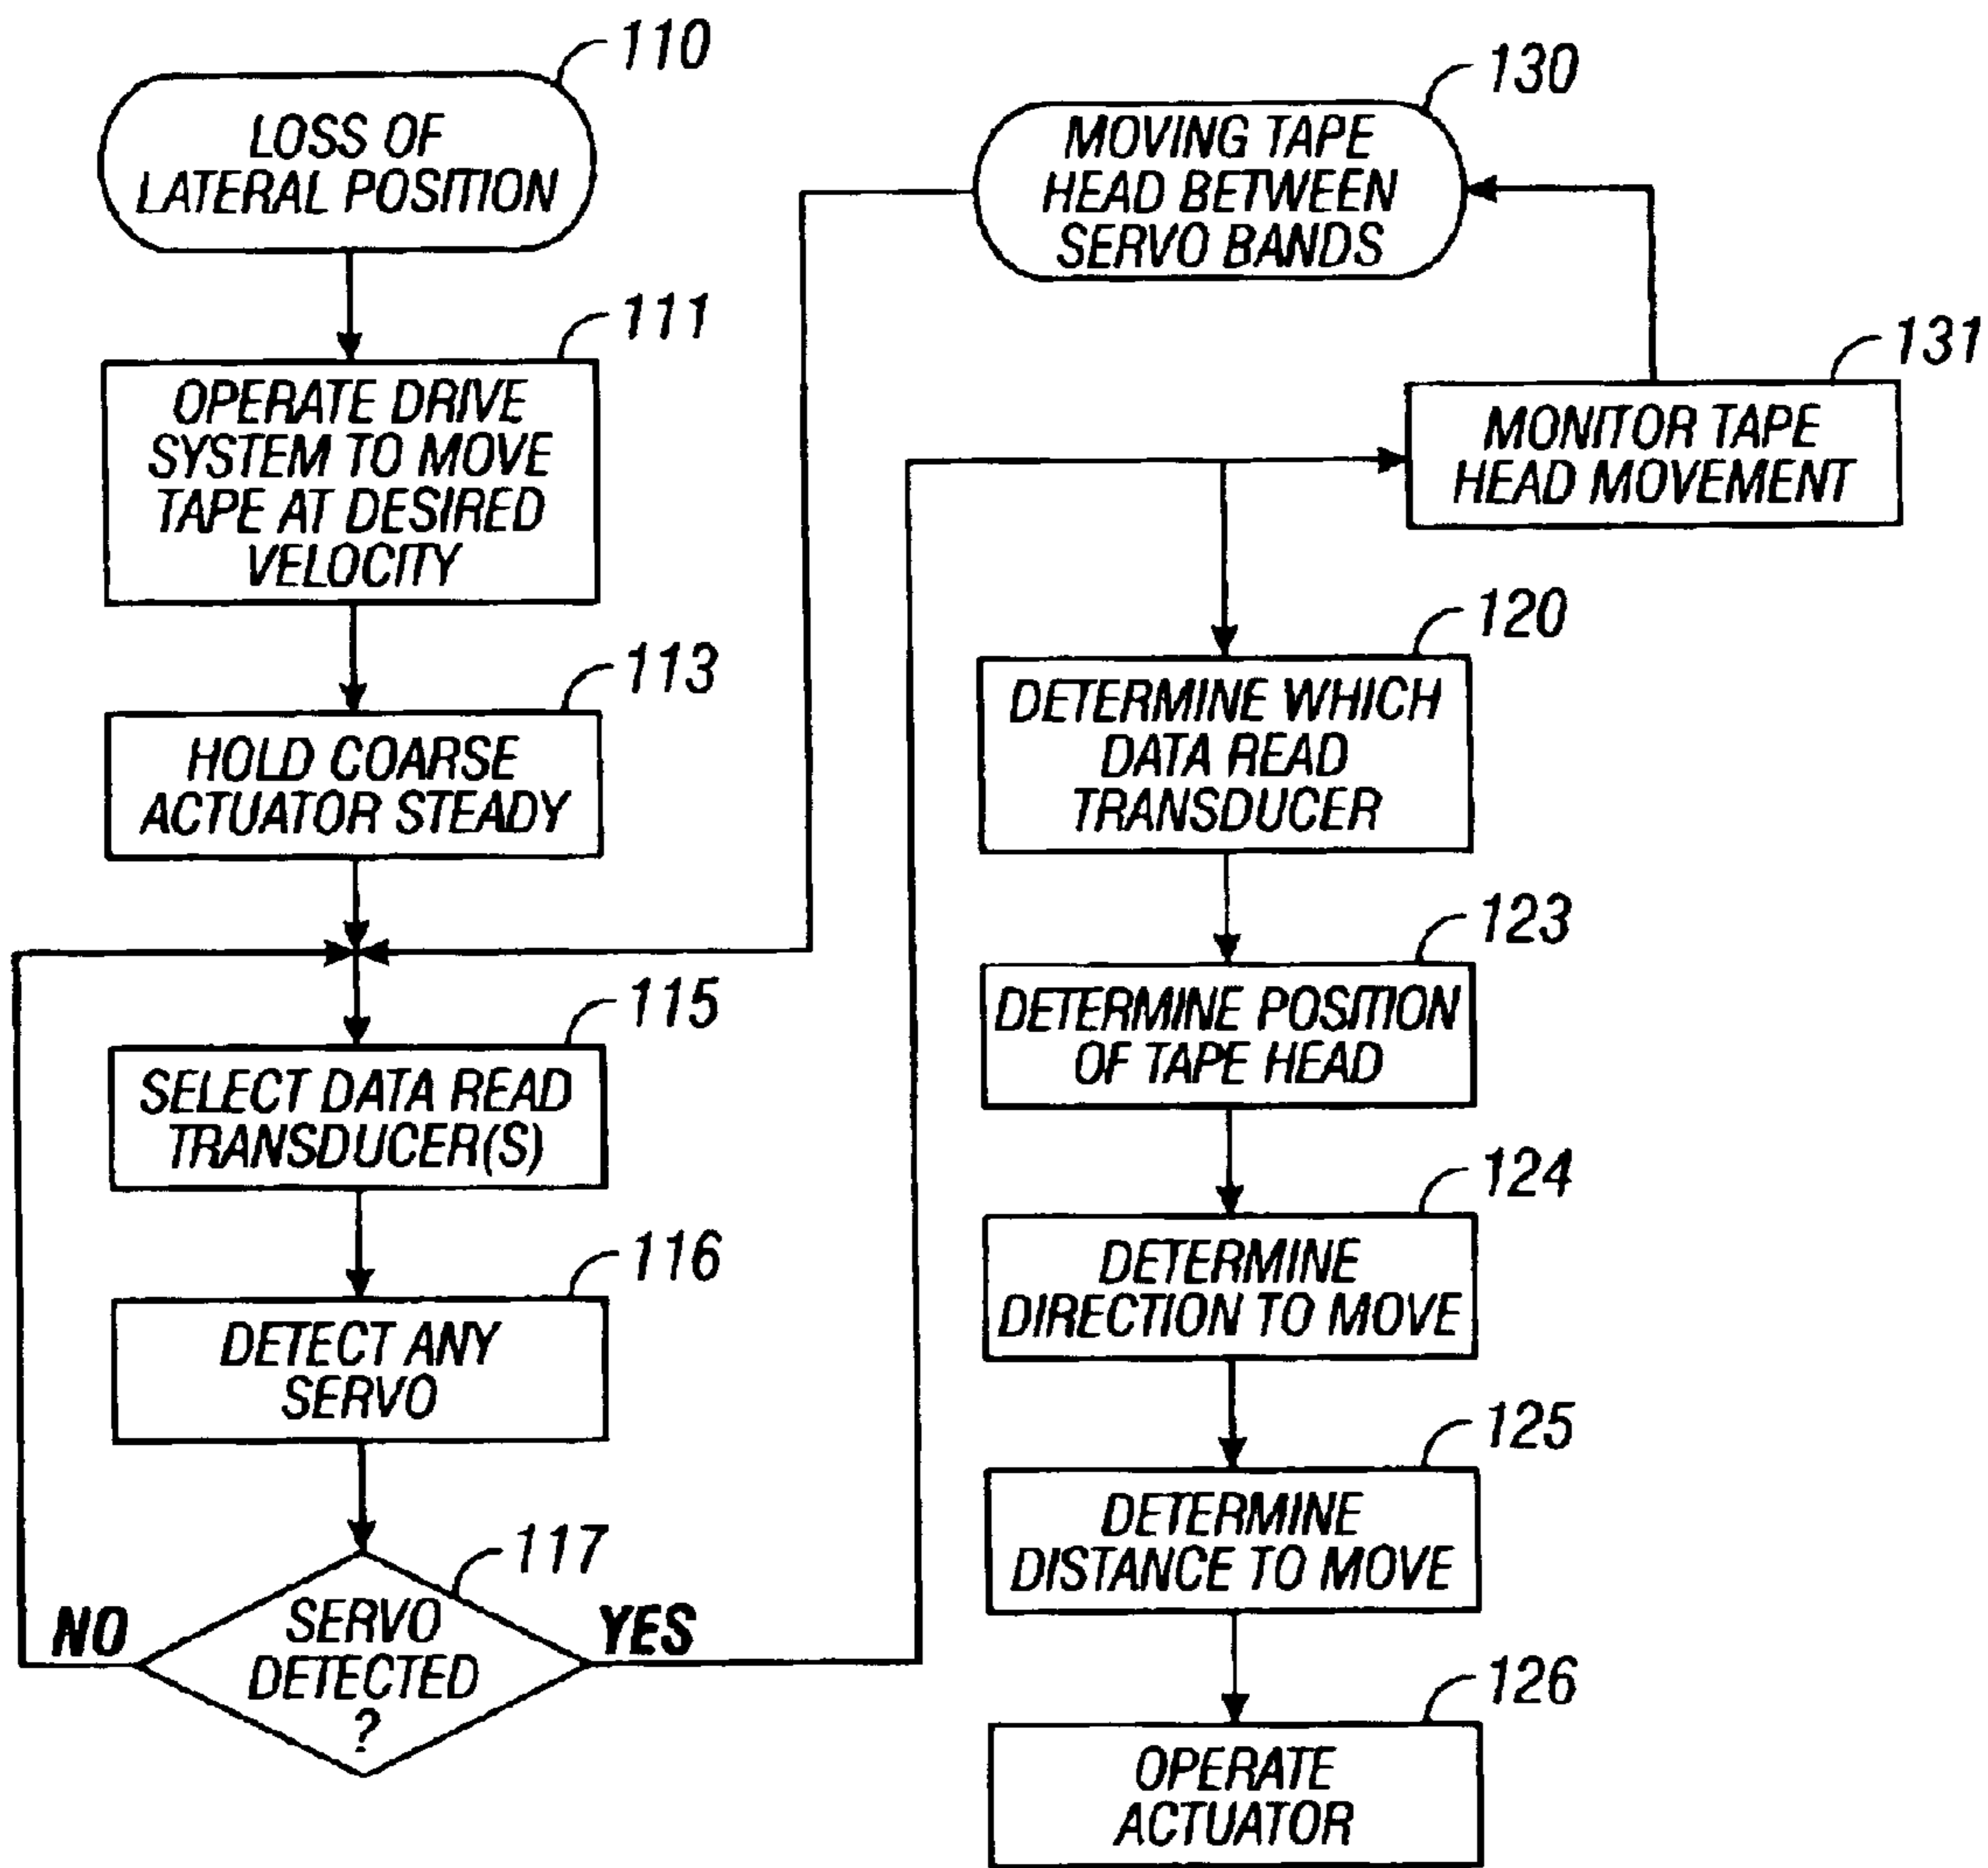 110
LOSS OF
LATERAL POSITION
111
OPERATE DRIVE
SYSTEM TO MOVE
TAPE AT DESIRED
VELOCITY
113
HOLD COARSE
ACTUATOR STEADY
115
SELECT DATA READ
TRANSDUCER(S)
116
DETECT ANY
SERVO
117
SERVO
DETECTED
?
NO
YES
130
MOVING TAPE
HEAD BETWEEN
SERVO BANDS
131
MONITOR TAPE
HEAD MOVEMENT
120
DETERMINE WHICH
DATA READ
TRANSDUCER
123
DETERMINE POSITION
OF TAPE HEAD
124
DETERMINE
DIRECTION TO MOVE
125
DETERMINE
DISTANCE TO MOVE
126
OPERATE
ACTUATOR